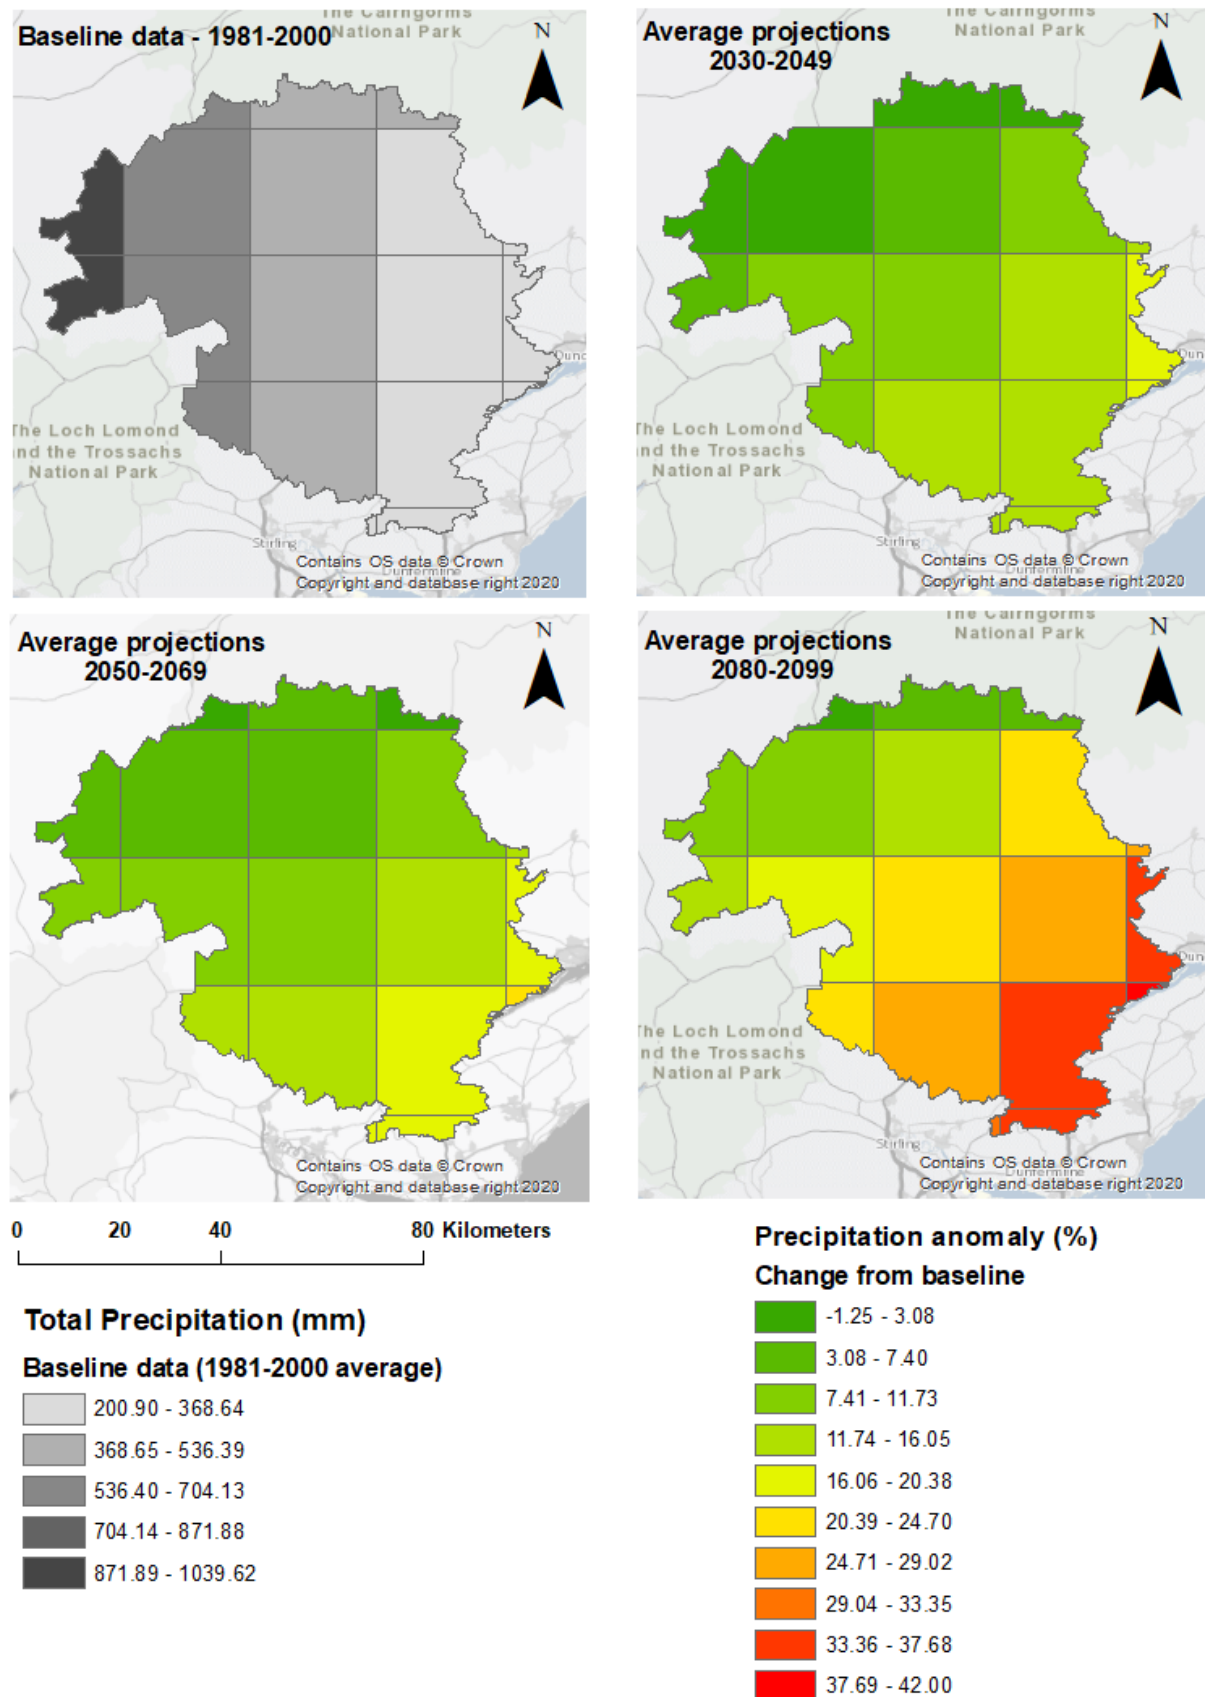 The Cairngorms
National Park
Baseline data - 1981-2000
N
Dund
The Loch Lomond
and the Trossachs
National Park
Stirling
Dunfermline
Contains OS data © Crown
Copyright and database right 2020
The Cairngorms
National Park
Average projections
2030-2049
N
Dun
The Loch Lomond
and the Trossachs
National Park
Stirling
Dunfermline
Contains OS data © Crown
Copyright and database right 2020
Average projections
2050-2069
N
Contains OS data © Crown
Copyright and database right 2020
The Cairngorms
National Park
Average projections
2080-2099
N
Dun
The Loch Lomond
and the Trossachs
National Park
Stirling
Dunfermline
Contains OS data © Crown
Copyright and database right 2020
0 20 40 80 Kilometers
Total Precipitation (mm)
Baseline data (1981-2000 average)
200.90 - 368.64
368.65 - 536.39
536.40 - 704.13
704.14 - 871.88
871.89 - 1039.62
Precipitation anomaly (%)
Change from baseline
-1.25 - 3.08
3.08 - 7.40
7.41 - 11.73
11.74 - 16.05
16.06 - 20.38
20.39 - 24.70
24.71 - 29.02
29.04 - 33.35
33.36 - 37.68
37.69 - 42.00